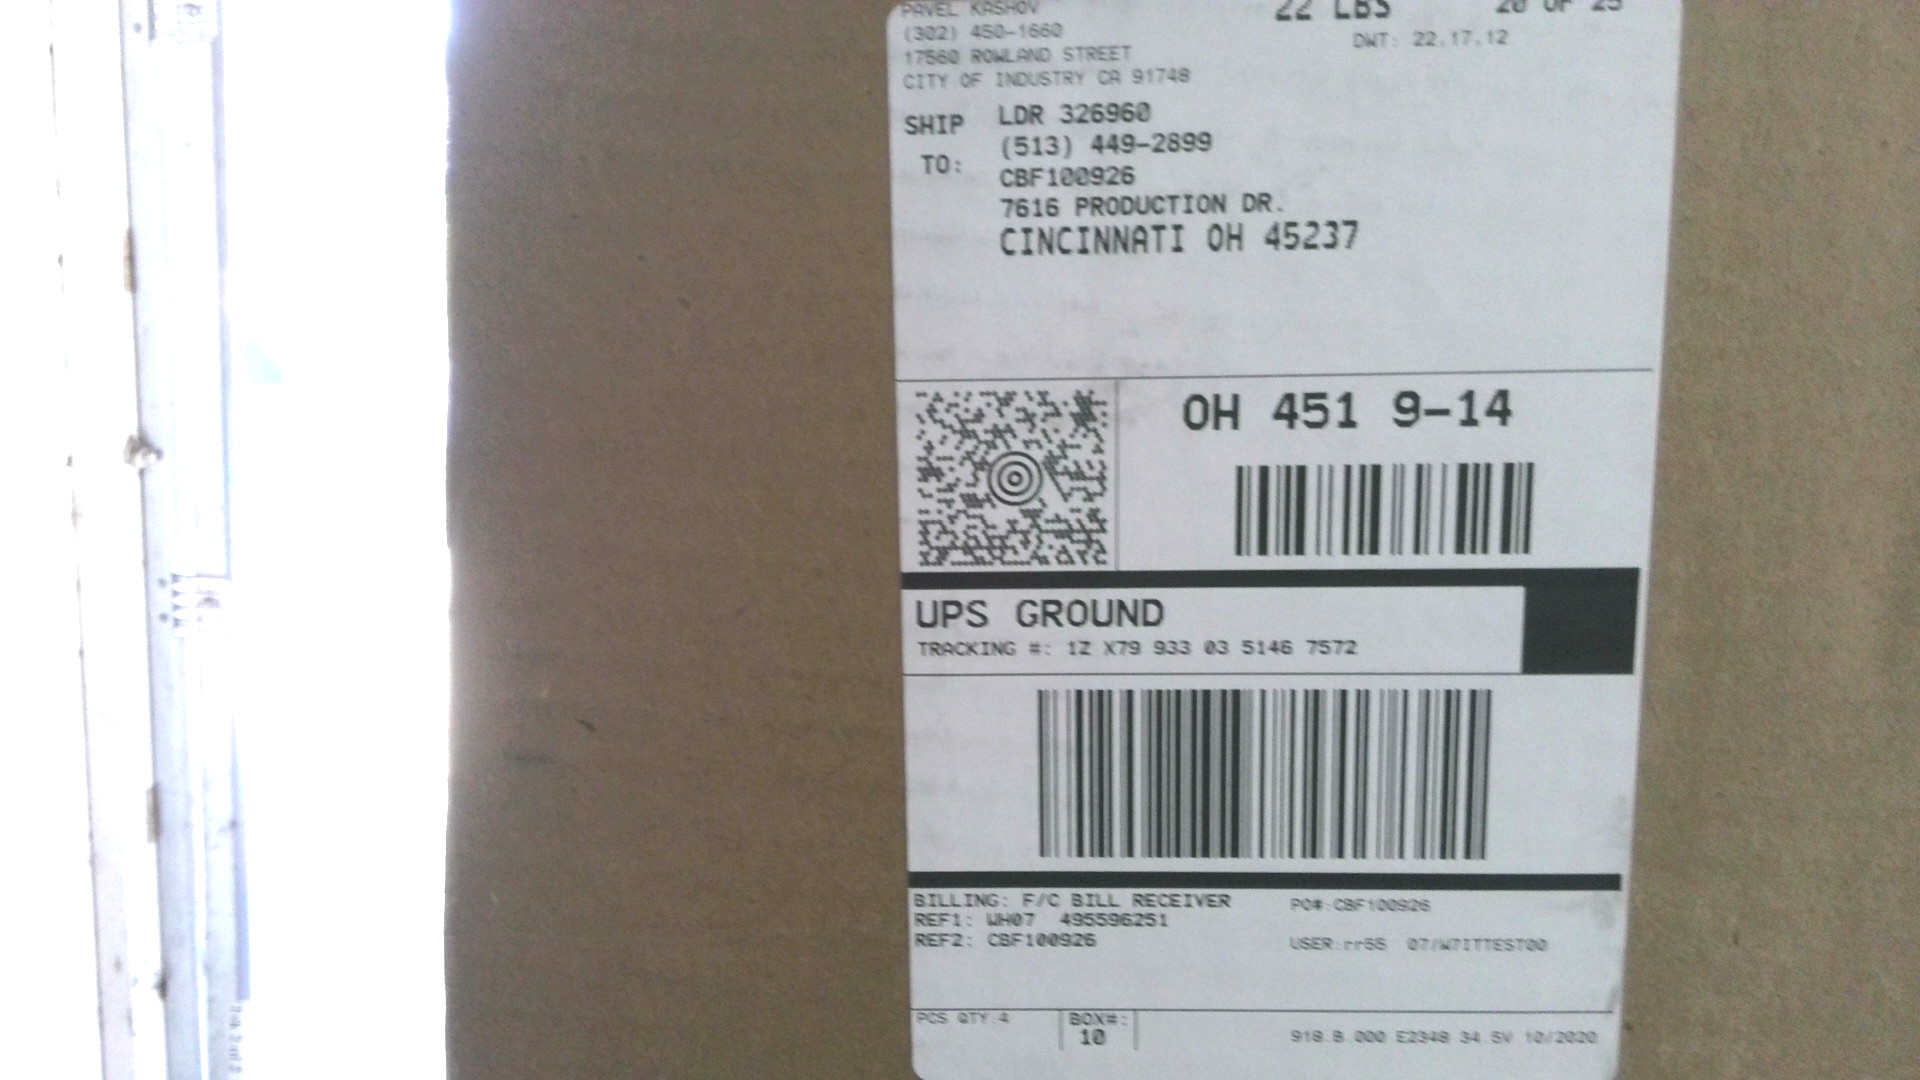 PAVEL KASHOV
22 LBS
20 OF 25
(302) 450-1660
DWT: 22,17,12
17560 ROWLAND STREET
CITY OF INDUSTRY CA 91748
SHIP
TO:
LDR 326960
(513) 449-2899
CBF100926
7616 PRODUCTION DR.
CINCINNATI OH 45237
OH 451 9-14
UPS GROUND
TRACKING #: 1Z X79 933 03 5146 7572
BILLING: F/C BILL RECEIVER
PO#:CBF100926
REF1: WH07 495596251
REF2: CBF100926
USER:rr55 07/W7ITTEST00
PCS QTY:4
BOX#:
10
918.8.000 E2348 34.5V 10/2020